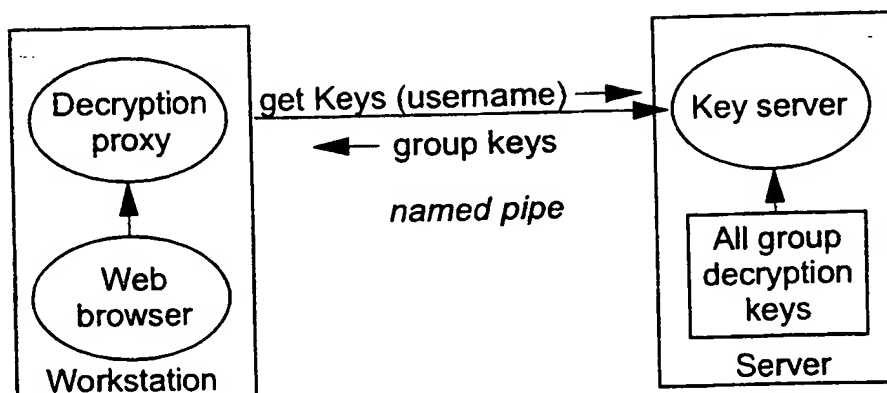 Decryption
proxy
Web
browser
Workstation
get Keys (username)
group keys
named pipe
Key server
All group
decryption
keys
Server